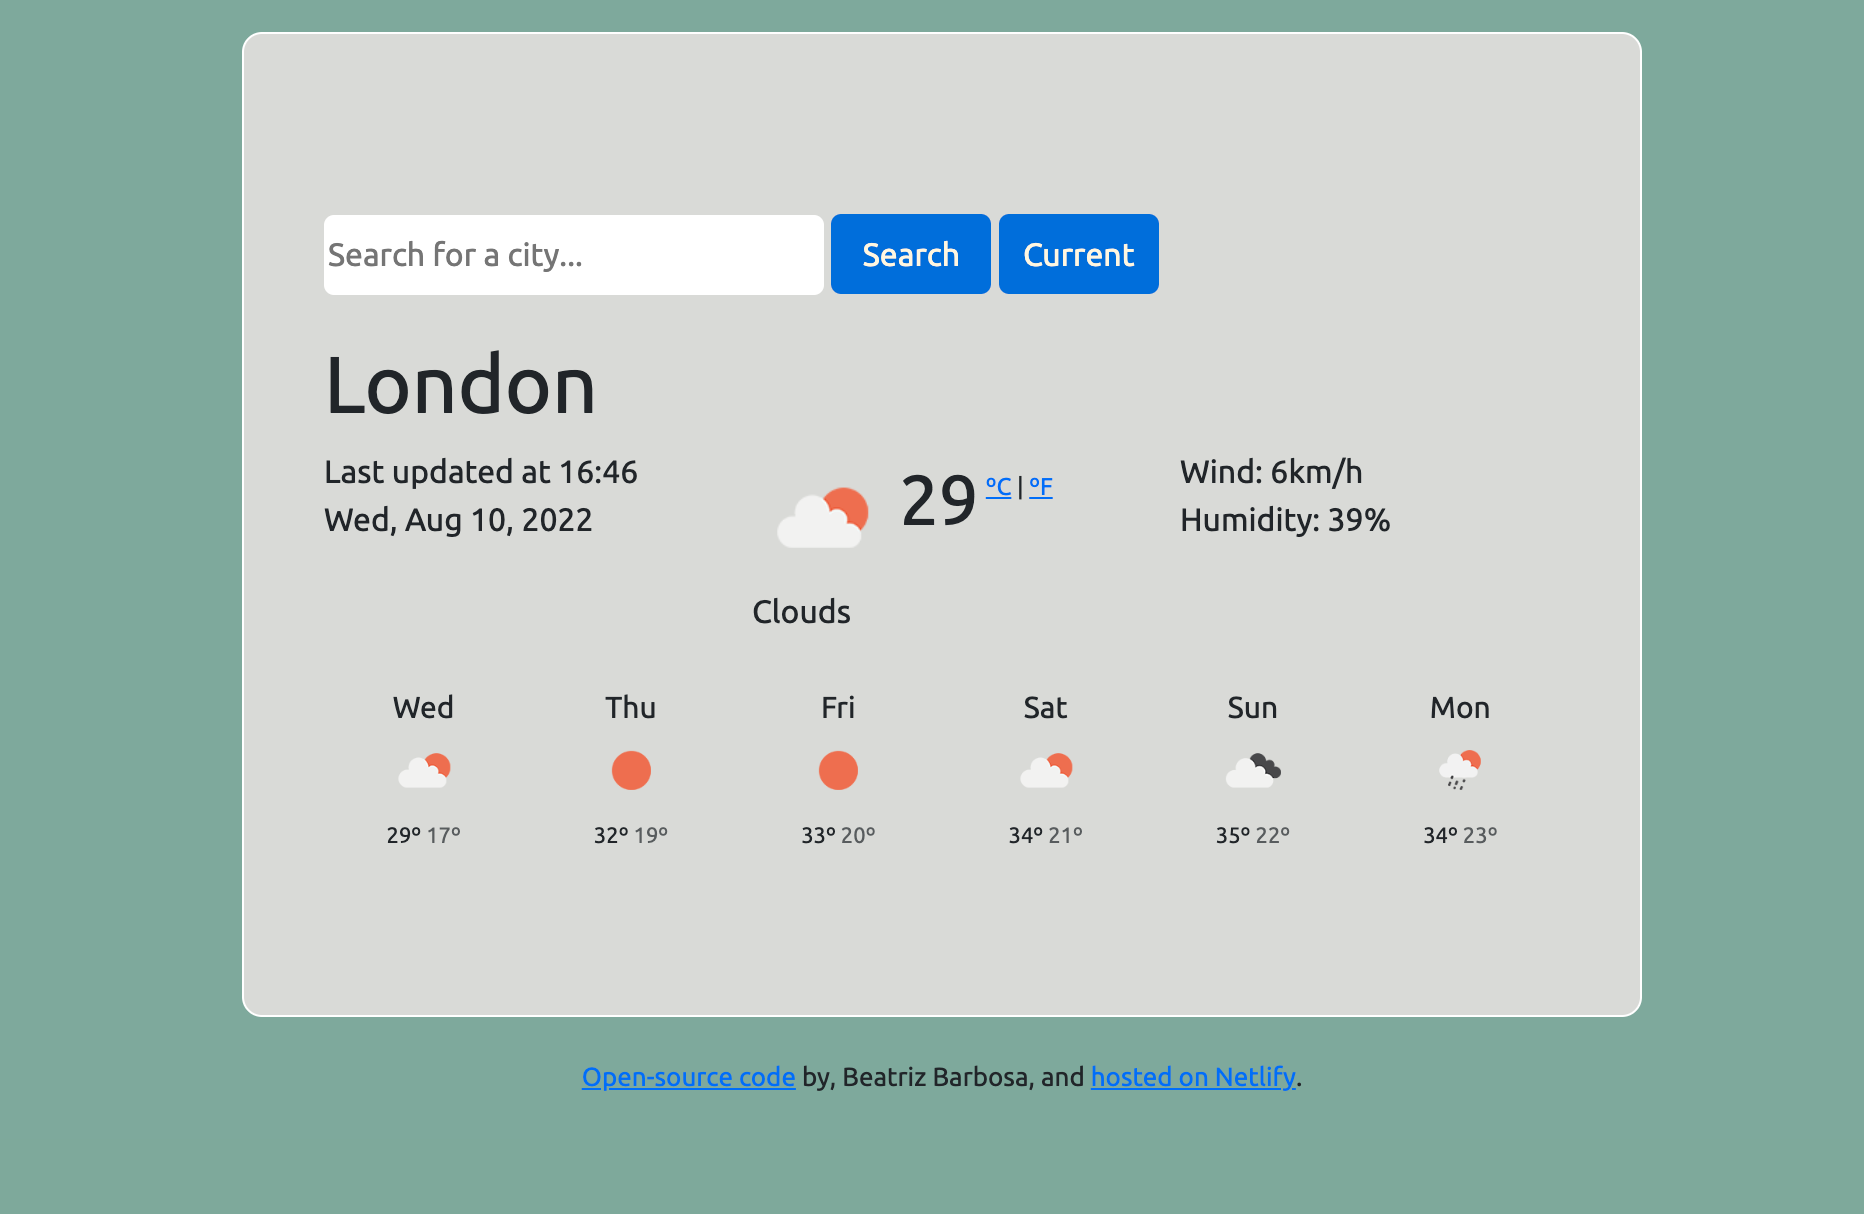 Search for a city...
Search
Current
London
Last updated at 16:46
Wed, Aug 10, 2022
29 ºC | ºF
Wind: 6km/h
Humidity: 39%
Clouds
Wed Thu Fri Sat Sun Mon
29º 17º 32º 19º 33º 20º 34º 21º 35º 22º 34º 23º
Open-source code by, Beatriz Barbosa, and hosted on Netlify.